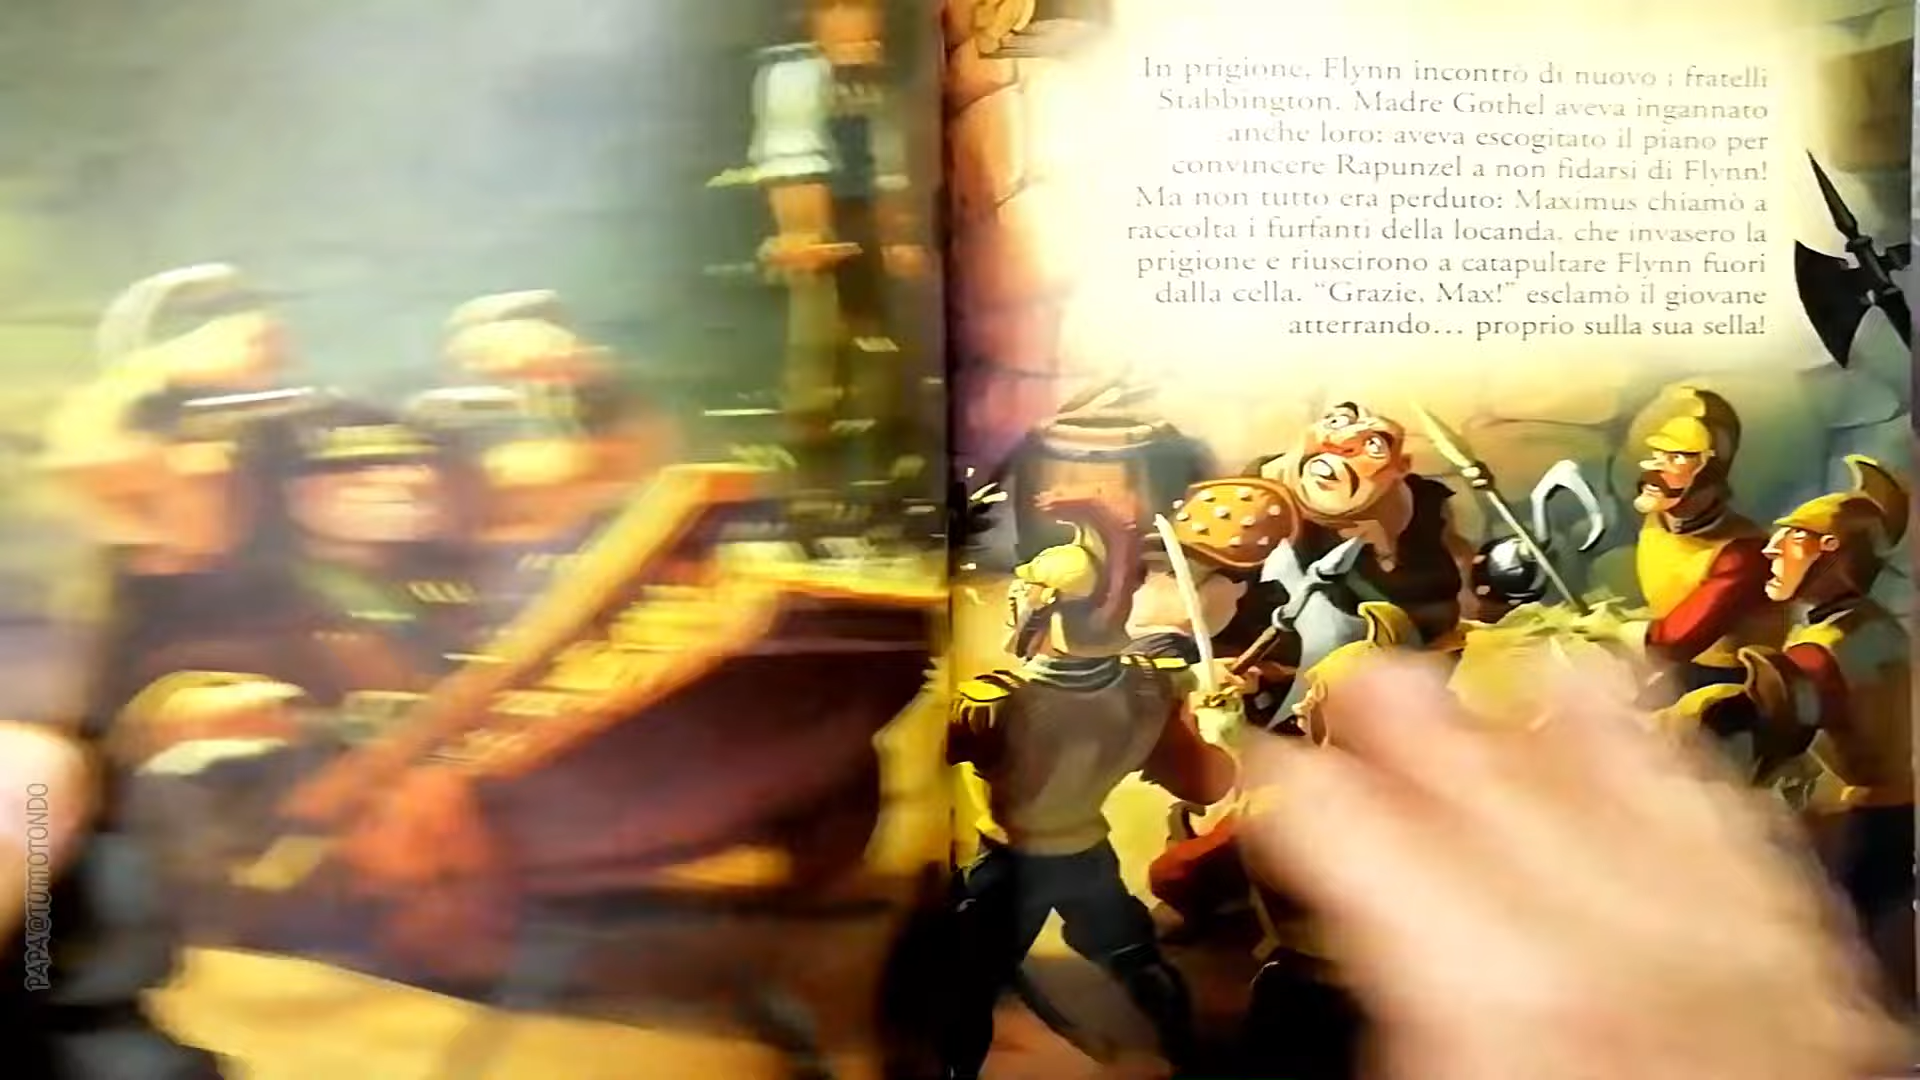 In prigione, Flynn incontrò di nuovo i fratelli
Stabbington. Madre Gothel aveva ingannato
anche loro: aveva escogitato il piano per
convincere Rapunzel a non fidarsi di Flynn!
Ma non tutto era perduto: Maximus chiamò a
raccolta i furfanti della locanda, che invasero la
prigione e riuscirono a catapultare Flynn fuori
dalla cella. “Grazie, Max!” esclamò il giovane
atterrando… proprio sulla sua sella!
PAPA@TUTTOTONDO